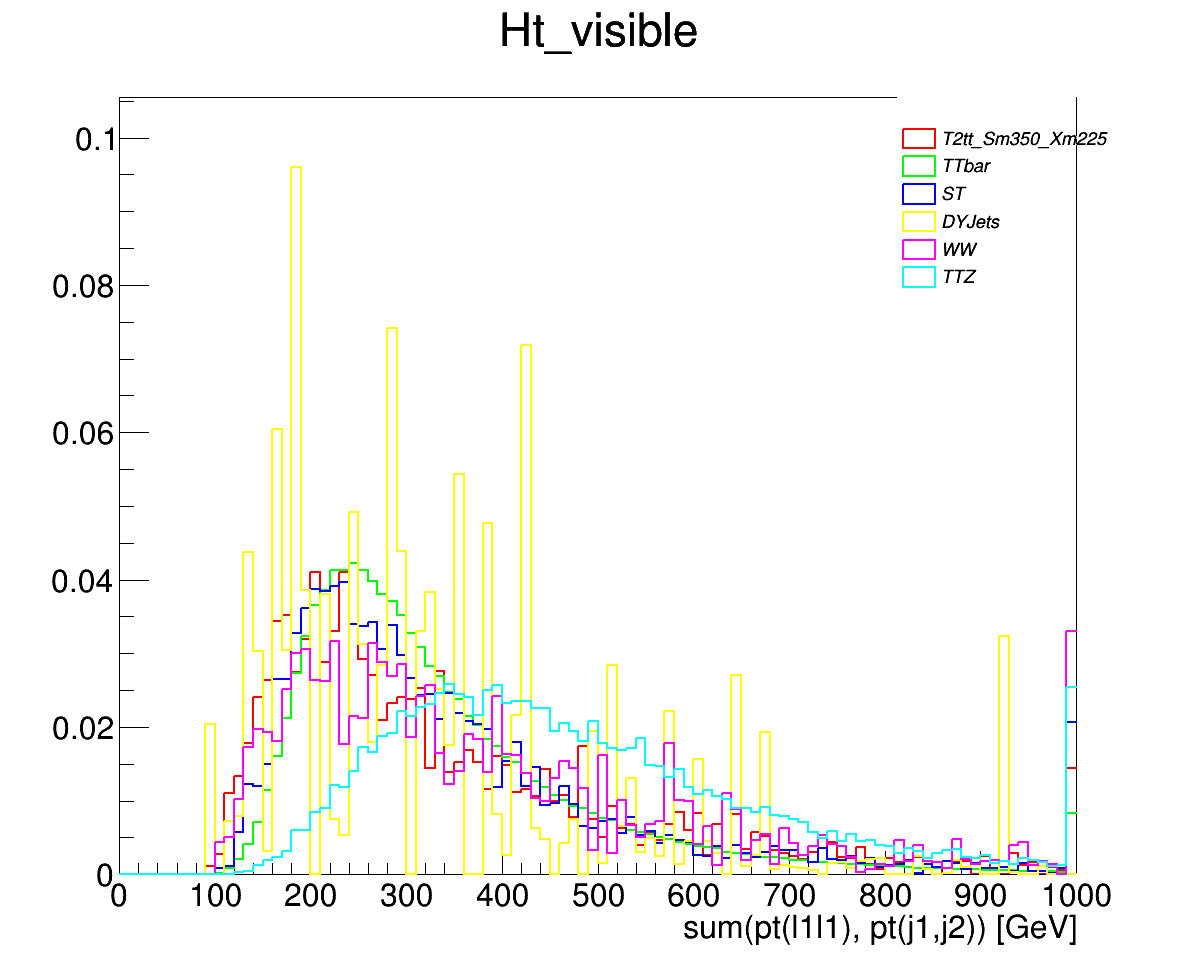 Ht_visible
0.1
0.08
0.06
0.04
0.02
0
T2tt_Sm350_Xm225
TTbar
ST
DYJets
WW
TTZ
0 100 200 300 400 500 600 700 800 900 1000
sum(pt(l1l1), pt(j1,j2)) [GeV]